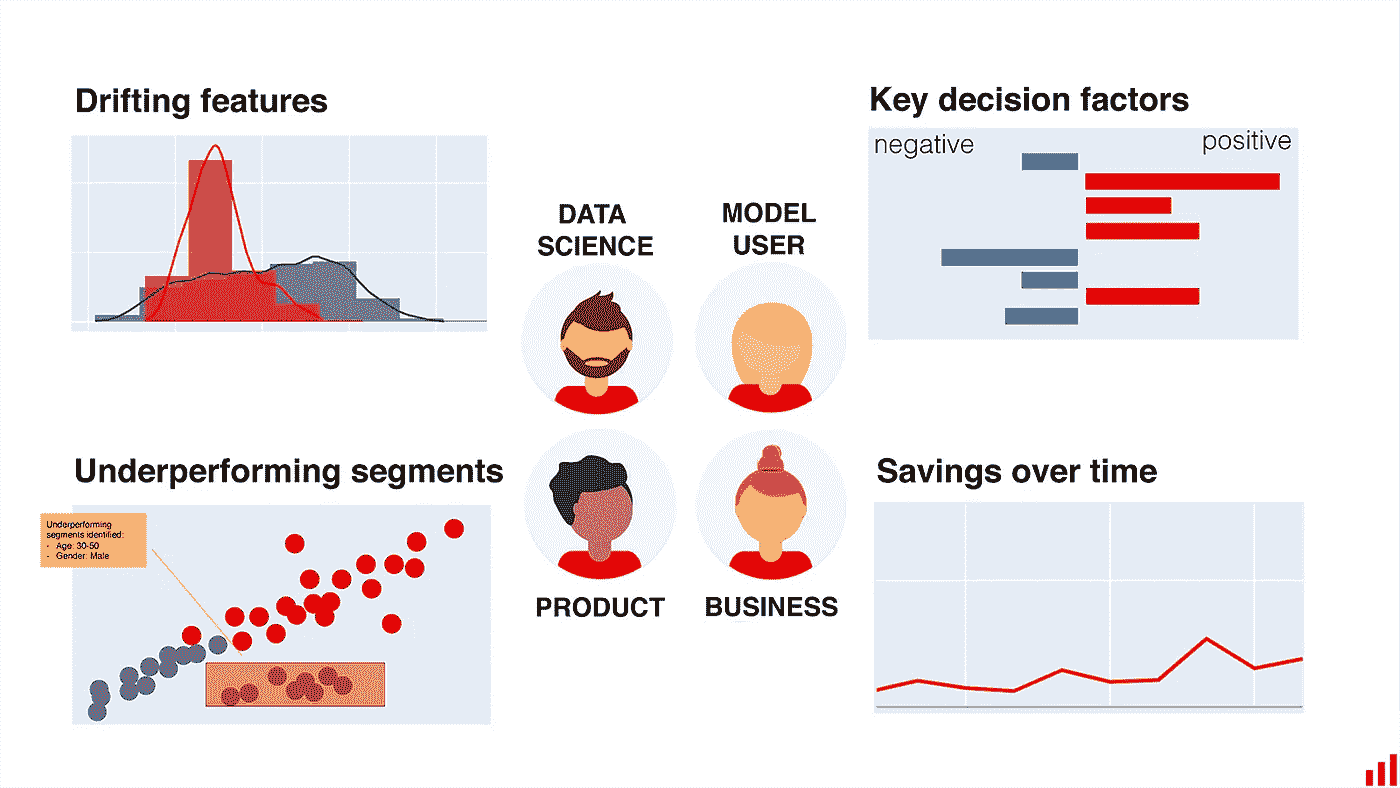 Drifting features
Key decision factors
negative
positive
DATA
SCIENCE
MODEL
USER
Underperforming segments
Underperforming
segments identified:
- Age: 30-50
- Gender: Male
Savings over time
PRODUCT
BUSINESS